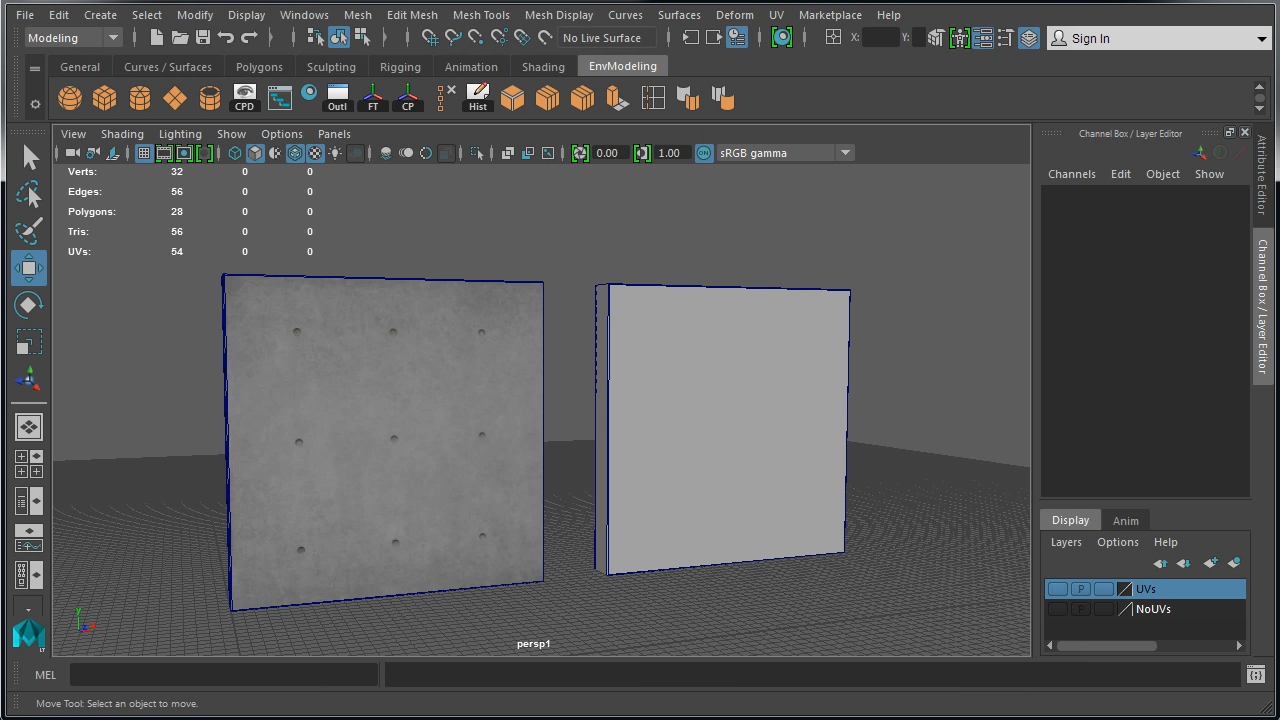 File Edit Create Select Modify Display Windows Mesh Edit Mesh Mesh Tools Mesh Display Curves Surfaces Deform UV Marketplace Help
Modeling No Live Surface X: Y: Sign In
General Curves / Surfaces Polygons Sculpting Rigging Animation Shading EnvModeling
CPD Outl FT CP Hist
View Shading Lighting Show Options Panels
0.00 1.00 ON sRGB gamma
Verts: 32 0 0
Edges: 56 0 0
Polygons: 28 0 0
Tris: 56 0 0
UVs: 54 0 0
y
persp1
LT
Channel Box / Layer Editor
Channels Edit Object Show
Attribute Editor
Channel Box / Layer Editor
Display Anim
Layers Options Help
P UVs
P NoUVs
MEL
Move Tool: Select an object to move.